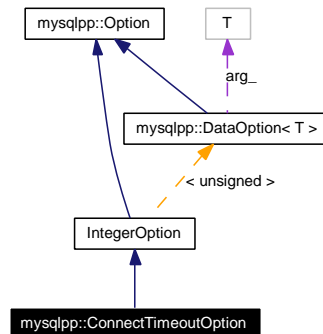 mysqlpp::Option
T
arg_
mysqlpp::DataOption< T >
< unsigned >
IntegerOption
mysqlpp::ConnectTimeoutOption